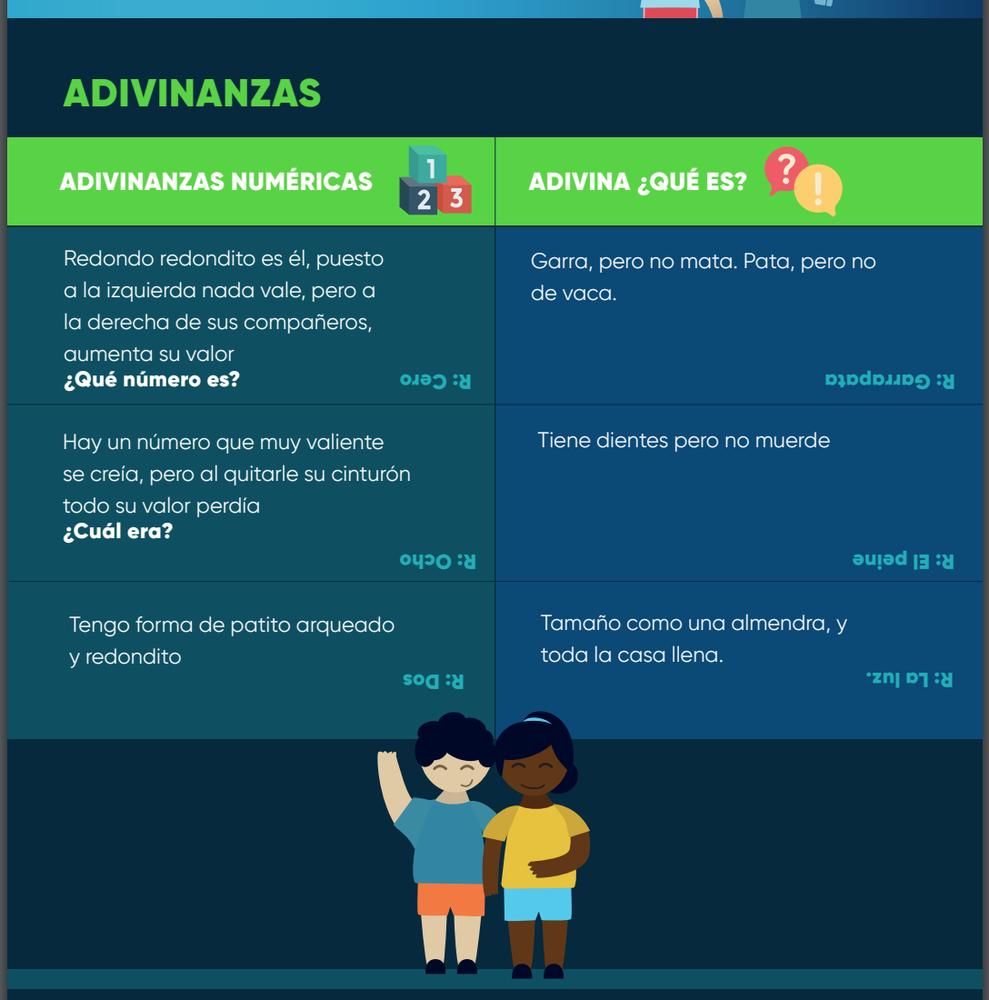 ADIVINANZAS
ADIVINANZAS NUMÉRICAS
1
2 3
ADIVINA ¿QUÉ ES?
? !
Redondo redondito es él, puesto
a la izquierda nada vale, pero a
la derecha de sus compañeros,
aumenta su valor
¿Qué número es?
R: Cero
Garra, pero no mata. Pata, pero no
de vaca.
R: Garrapata
Hay un número que muy valiente
se creía, pero al quitarle su cinturón
todo su valor perdía
¿Cuál era?
R: Ocho
Tiene dientes pero no muerde
R: El peine
Tengo forma de patito arqueado
y redondito
R: Dos
Tamaño como una almendra, y
toda la casa llena.
R: La luz.